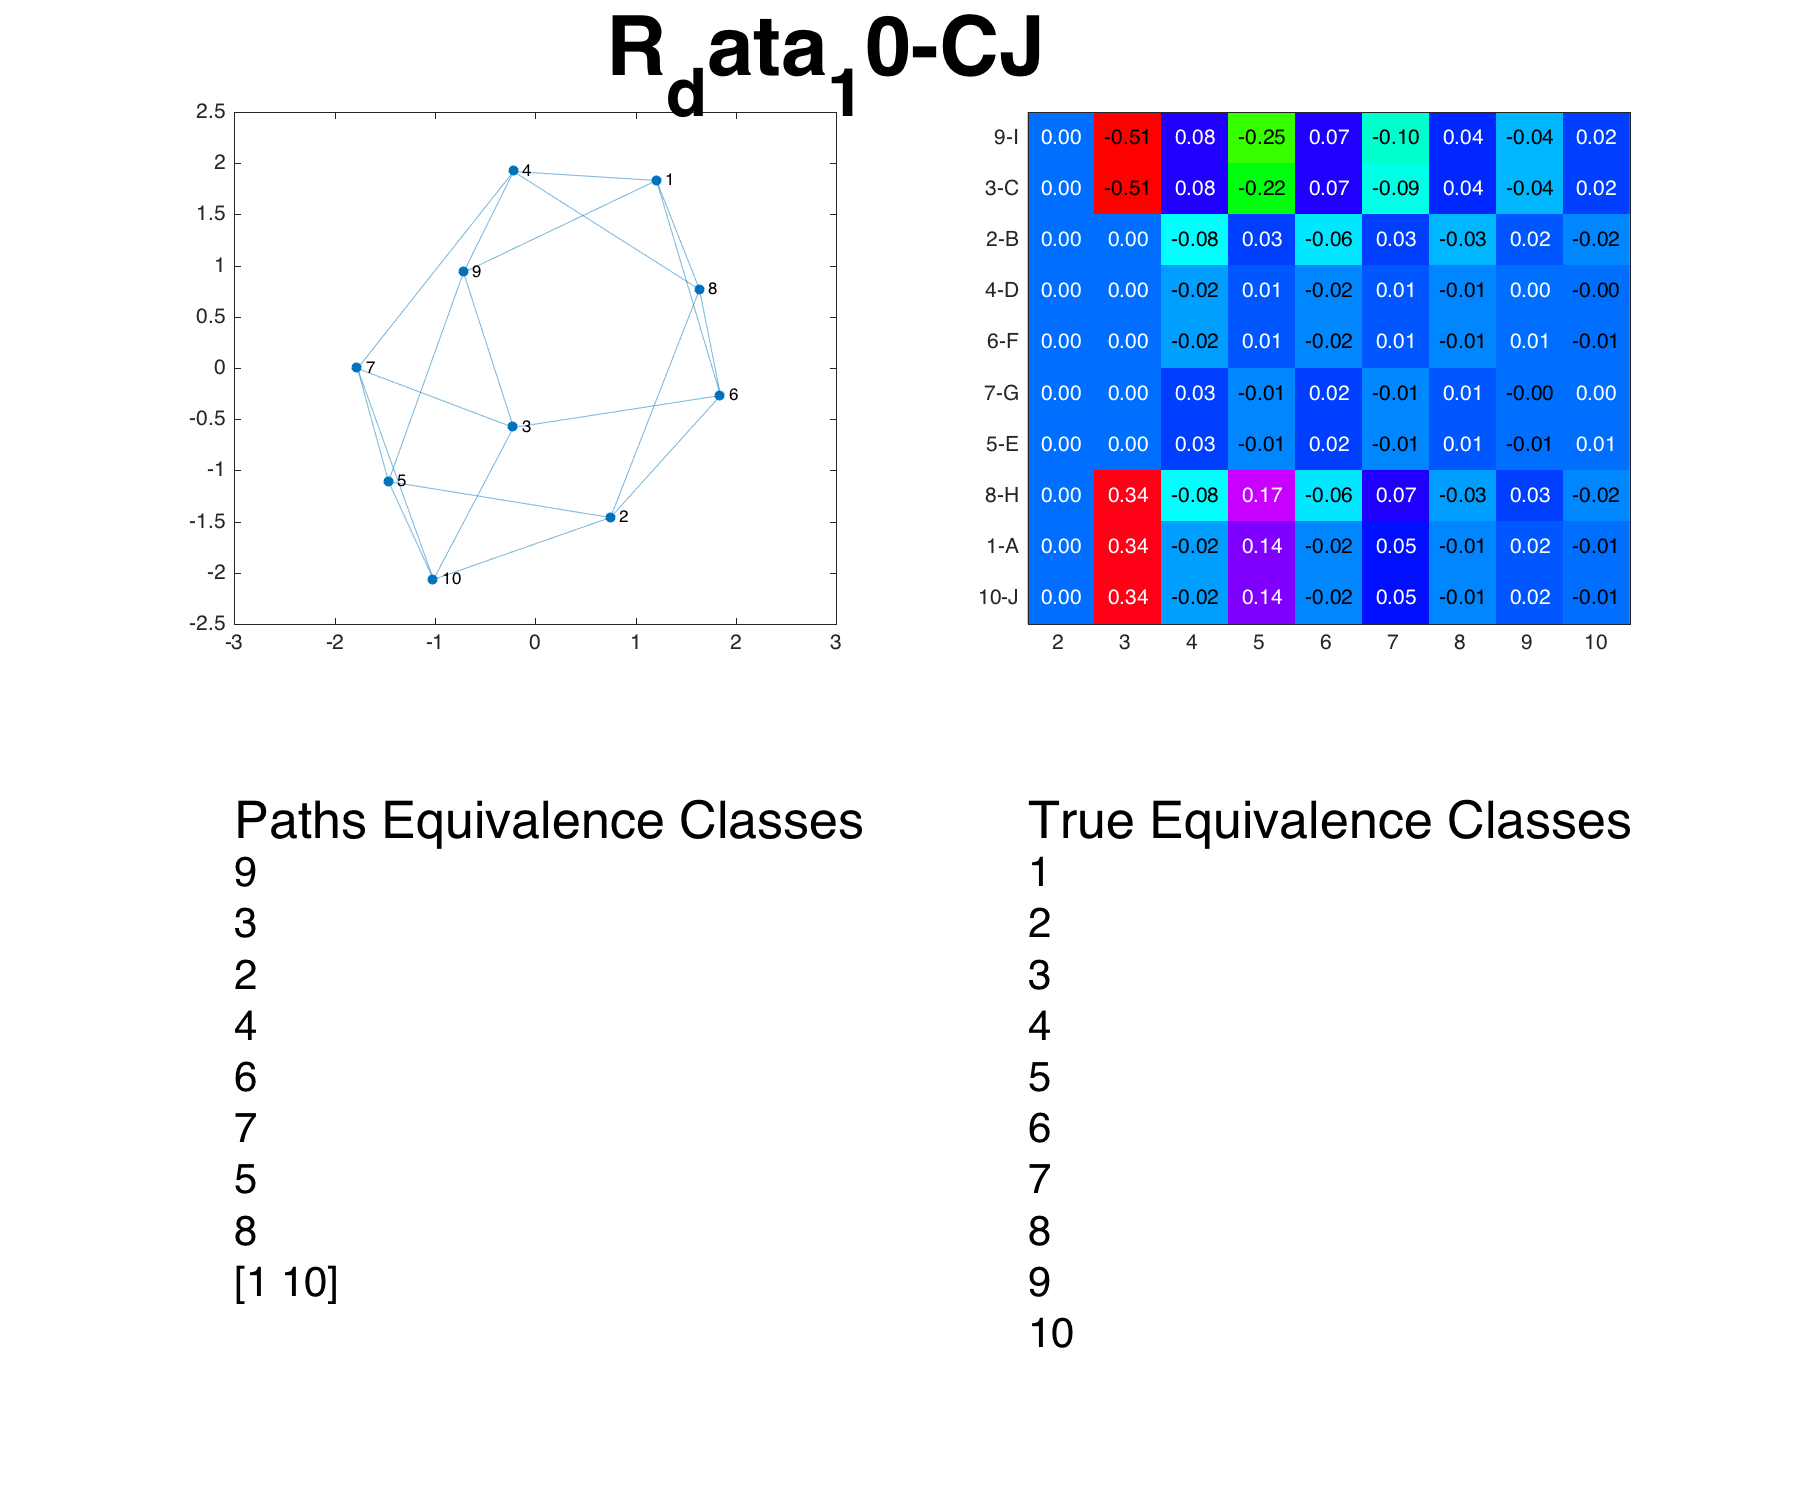 R_data_10-CJ
2.5
2
1.5
1
0.5
0
-0.5
-1
-1.5
-2
-2.5
-3 -2 -1 0 1 2 3
4
1
9
8
7
6
3
5
2
10
9-I 0.00 -0.51 0.08 -0.25 0.07 -0.10 0.04 -0.04 0.02
3-C 0.00 -0.51 0.08 -0.22 0.07 -0.09 0.04 -0.04 0.02
2-B 0.00 0.00 -0.08 0.03 -0.06 0.03 -0.03 0.02 -0.02
4-D 0.00 0.00 -0.02 0.01 -0.02 0.01 -0.01 0.00 -0.00
6-F 0.00 0.00 -0.02 0.01 -0.02 0.01 -0.01 0.01 -0.01
7-G 0.00 0.00 0.03 -0.01 0.02 -0.01 0.01 -0.00 0.00
5-E 0.00 0.00 0.03 -0.01 0.02 -0.01 0.01 -0.01 0.01
8-H 0.00 0.34 -0.08 0.17 -0.06 0.07 -0.03 0.03 -0.02
1-A 0.00 0.34 -0.02 0.14 -0.02 0.05 -0.01 0.02 -0.01
10-J 0.00 0.34 -0.02 0.14 -0.02 0.05 -0.01 0.02 -0.01
2 3 4 5 6 7 8 9 10
Paths Equivalence Classes
9
3
2
4
6
7
5
8
[1 10]
True Equivalence Classes
1
2
3
4
5
6
7
8
9
10